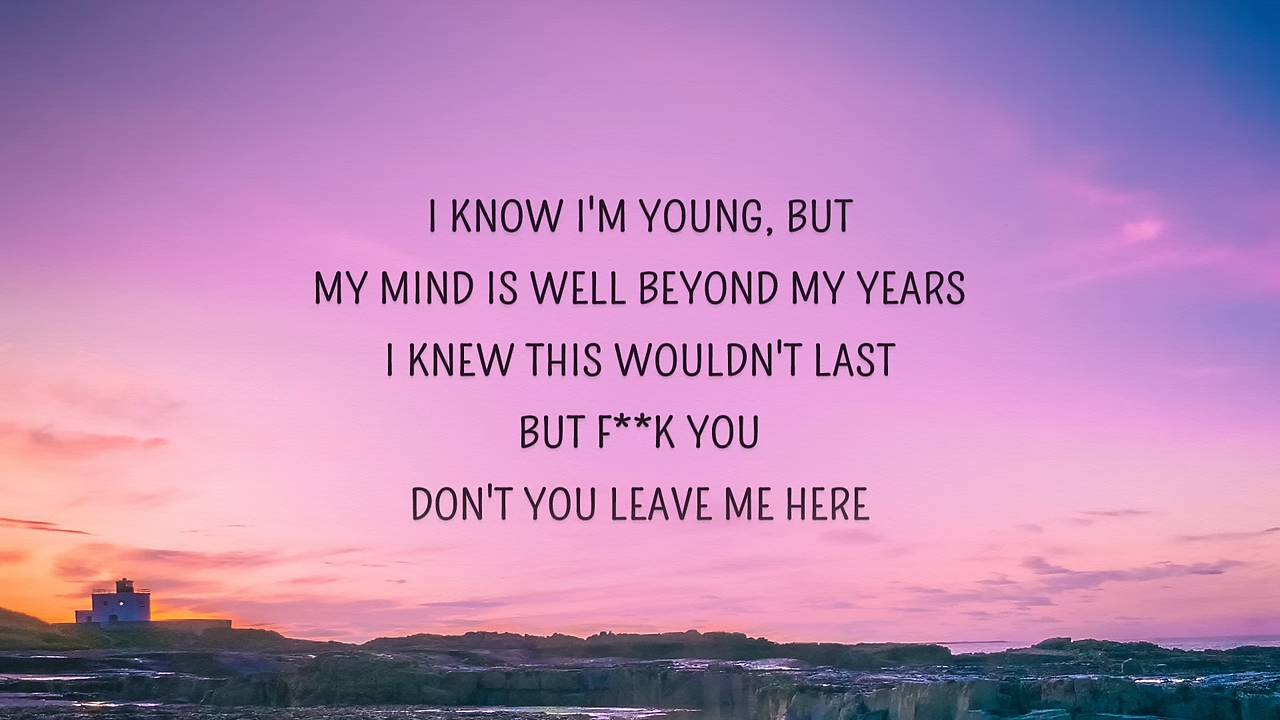 I KNOW I'M YOUNG, BUT
MY MIND IS WELL BEYOND MY YEARS
I KNEW THIS WOULDN'T LAST
BUT F**K YOU
DON'T YOU LEAVE ME HERE